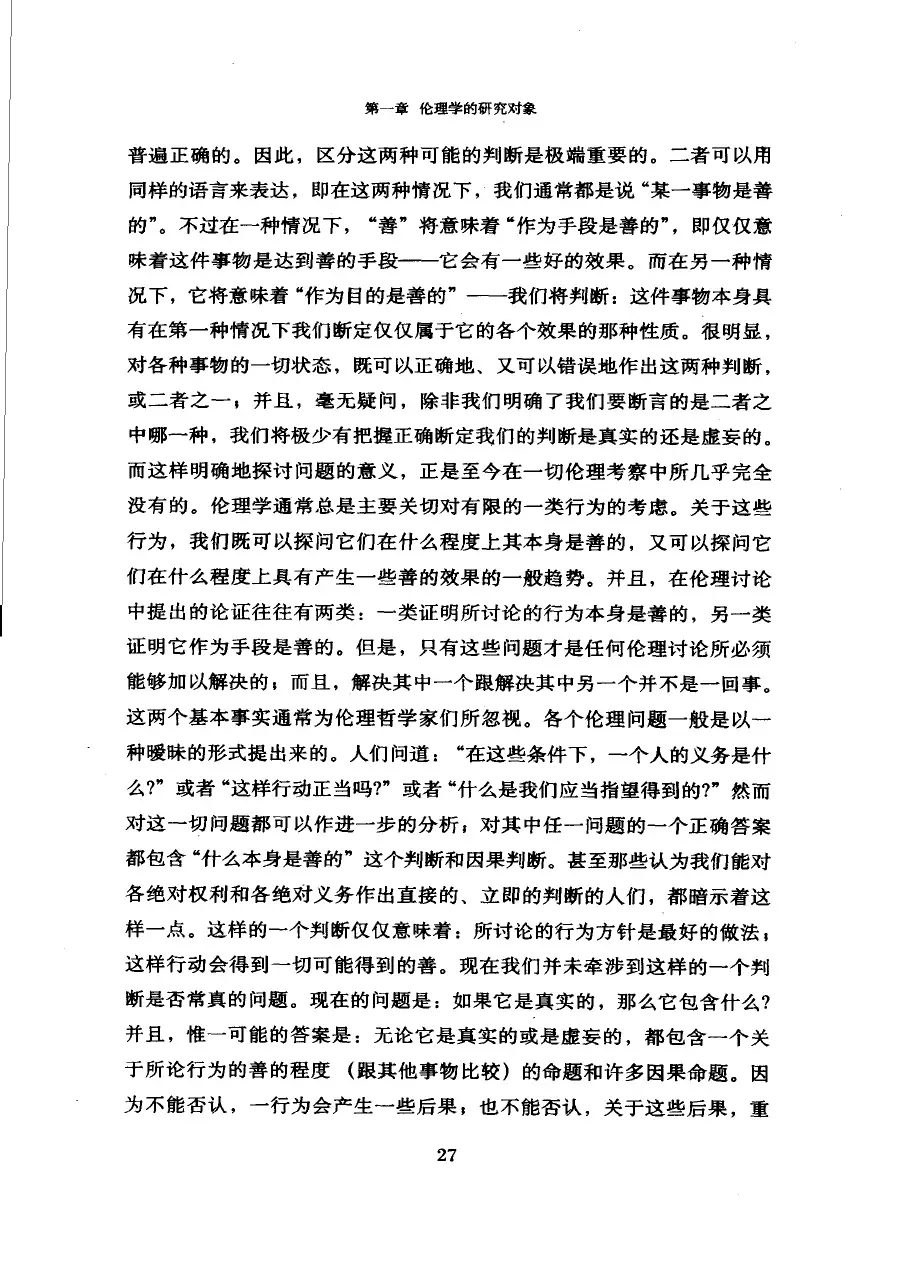 第一章 伦理学的研究对象
普遍正确的。因此，区分这两种可能的判断是极端重要的。二者可以用
同样的语言来表达，即在这两种情况下，我们通常都是说“某一事物是善
的”。不过在一种情况下，“善”将意味着“作为手段是善的”，即仅仅意
味着这件事物是达到善的手段——它会有一些好的效果。而在另一种情
况下，它将意味着“作为目的是善的”——我们将判断：这件事物本身具
有在第一种情况下我们断定仅仅属于它的各个效果的那种性质。很明显，
对各种事物的一切状态，既可以正确地、又可以错误地作出这两种判断，
或二者之一；并且，毫无疑问，除非我们明确了我们要断言的是二者之
中哪一种，我们将极少有把握正确断定我们的判断是真实的还是虚妄的。
而这样明确地探讨问题的意义，正是至今在一切伦理考察中所几乎完全
没有的。伦理学通常总是主要关切对有限的一类行为的考虑。关于这些
行为，我们既可以探问它们在什么程度上其本身是善的，又可以探问它
们在什么程度上具有产生一些善的效果的一般趋势。并且，在伦理讨论
中提出的论证往往有两类：一类证明所讨论的行为本身是善的，另一类
证明它作为手段是善的。但是，只有这些问题才是任何伦理讨论所必须
能够加以解决的；而且，解决其中一个跟解决其中另一个并不是一回事。
这两个基本事实通常为伦理哲学家们所忽视。各个伦理问题一般是以一
种暧昧的形式提出来的。人们问道：“在这些条件下，一个人的义务是什
么?”或者“这样行动正当吗?”或者“什么是我们应当指望得到的?”然而
对这一切问题都可以作进一步的分析；对其中任一问题的一个正确答案
都包含“什么本身是善的”这个判断和因果判断。甚至那些认为我们能对
各绝对权利和各绝对义务作出直接的、立即的判断的人们，都暗示着这
样一点。这样的一个判断仅仅意味着：所讨论的行为方针是最好的做法；
这样行动会得到一切可能得到的善。现在我们并未牵涉到这样的一个判
断是否常真的问题。现在的问题是：如果它是真实的，那么它包含什么?
并且，惟一可能的答案是：无论它是真实的或是虚妄的，都包含一个关
于所论行为的善的程度（跟其他事物比较）的命题和许多因果命题。因
为不能否认，一行为会产生一些后果；也不能否认，关于这些后果，重
27